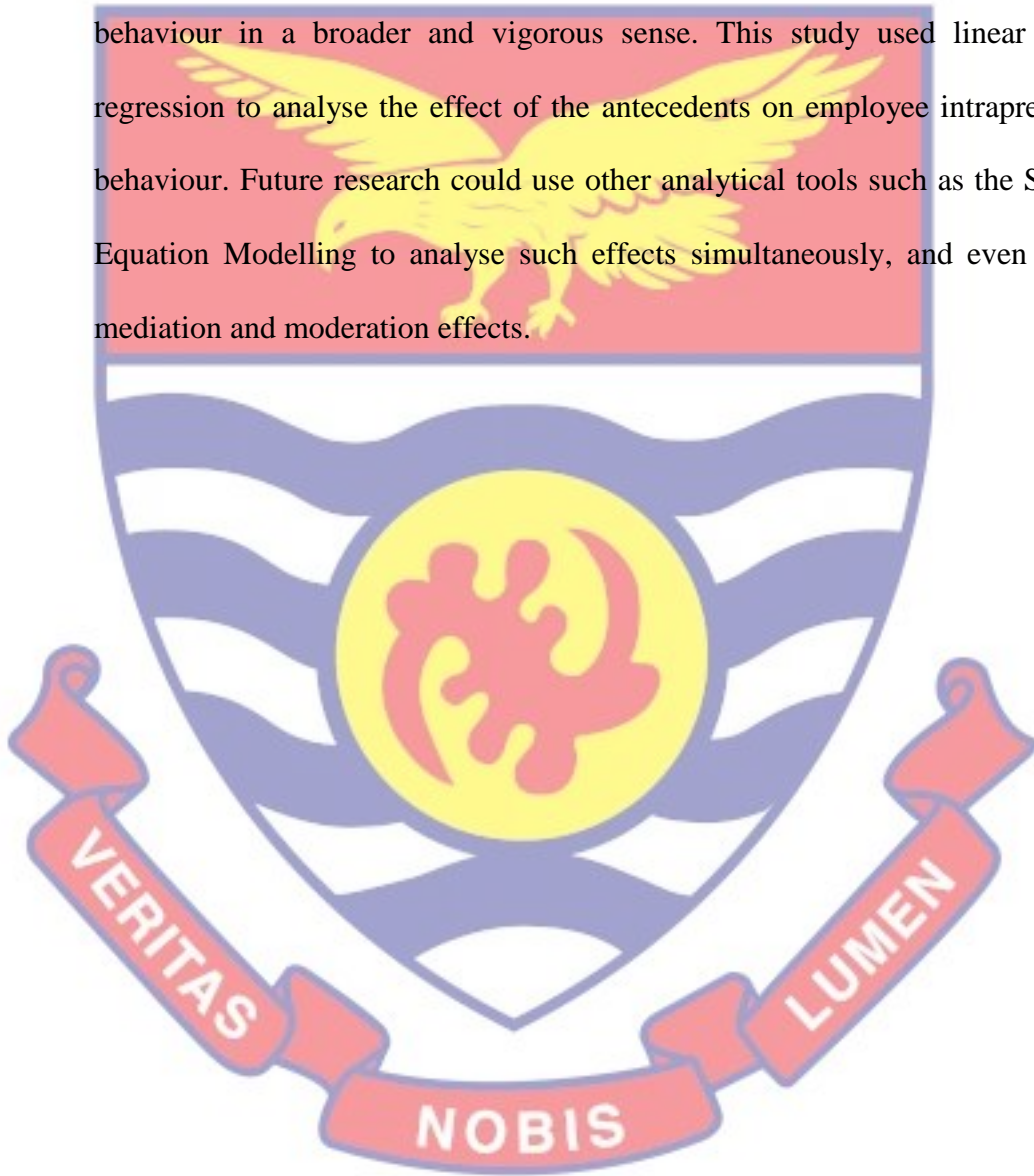 behaviour in a broader and vigorous sense. This study used linear
regression to analyse the effect of the antecedents on employee
behaviour. Future research could use other analytical tools such as the
Equation Modelling to analyse such effects simultaneously, and even
mediation and moderation effects.
VERITAS
NOBIS
LUMEN